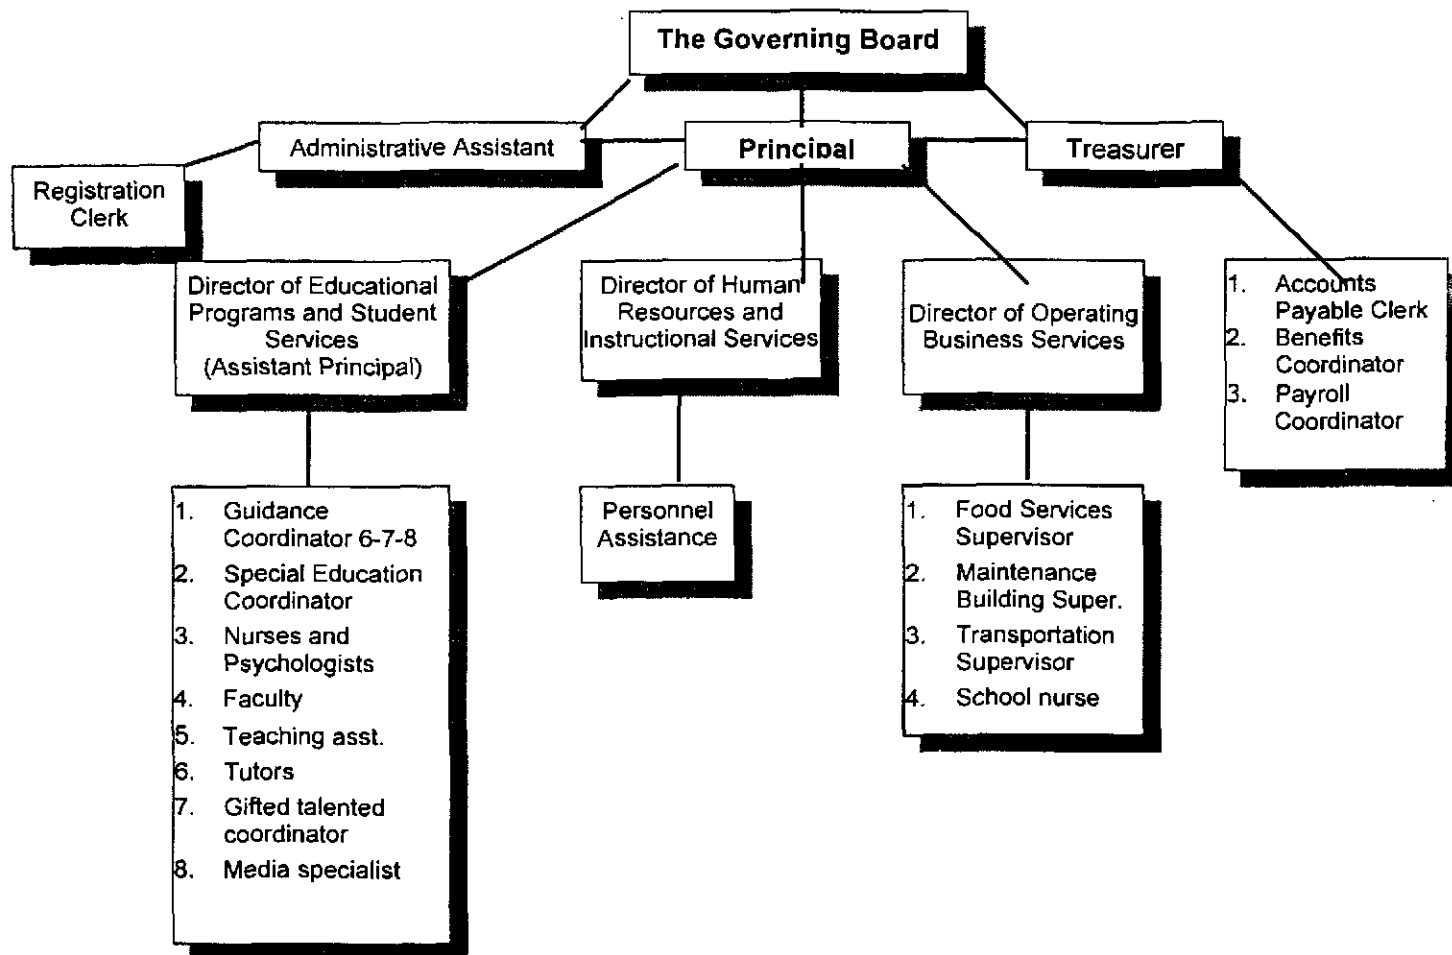 The Governing Board
Administrative Assistant
Principal
Treasurer
Registration
Clerk
Director of Educational
Programs and Student
Services
(Assistant Principal)
Director of Human
Resources and
Instructional Services
Director of Operating
Business Services
1. Accounts
Payable Clerk
2. Benefits
Coordinator
3. Payroll
Coordinator
1. Guidance
Coordinator 6-7-8
2. Special Education
Coordinator
3. Nurses and
Psychologists
4. Faculty
5. Teaching asst.
6. Tutors
7. Gifted talented
coordinator
8. Media specialist
Personnel
Assistance
1. Food Services
Supervisor
2. Maintenance
Building Super.
3. Transportation
Supervisor
4. School nurse